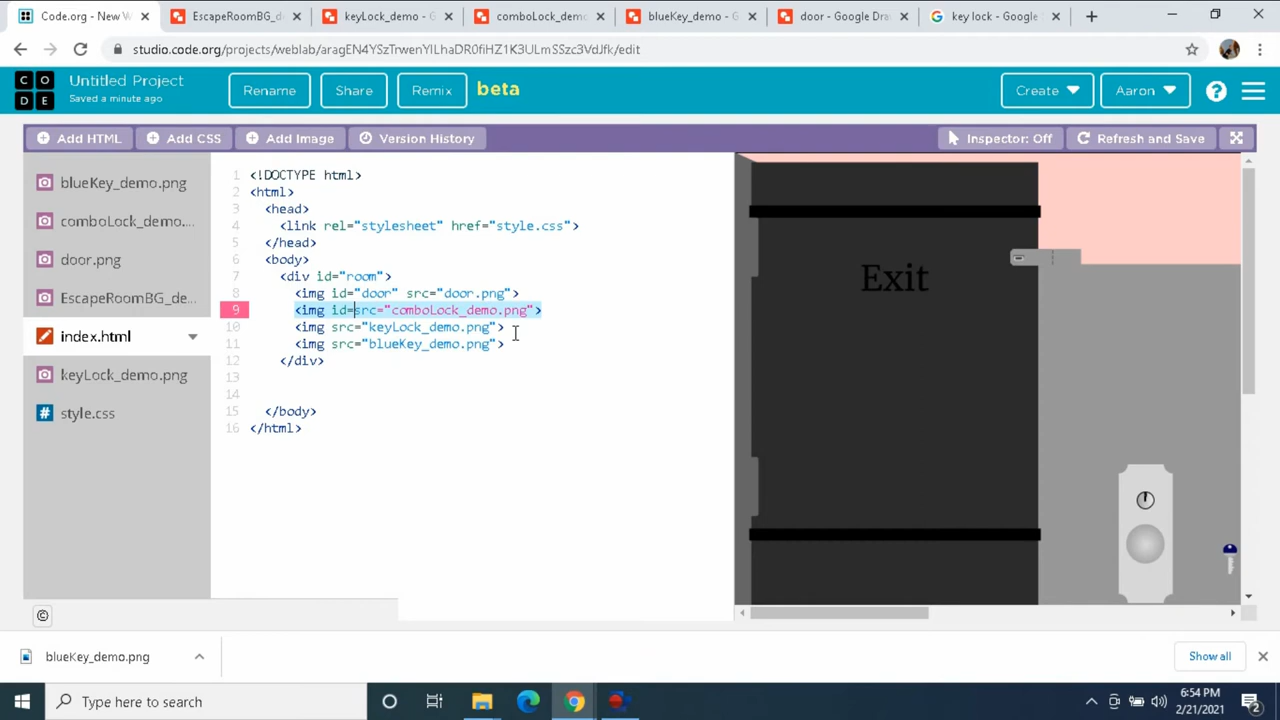 Code.org - New W
EscapeRoomBG_de
keyLock_demo - G
comboLock_demo
blueKey_demo - G
door - Google Dra
key lock - Google S
studio.code.org/projects/weblab/aragEN4YSzTrwenYILhaDR0fiHZ1K3ULmSSzc3VdJfk/edit
CO
DE
Untitled Project
Saved a minute ago
Rename
Share
Remix
beta
Create
Aaron
?
Add HTML
Add CSS
Add Image
Version History
Inspector: Off
Refresh and Save
blueKey_demo.png
comboLock_demo....
door.png
EscapeRoomBG_de...
index.html
keyLock_demo.png
# style.css
1 <!DOCTYPE html>
2 <html>
3 <head>
4 <link rel="stylesheet" href="style.css">
5 </head>
6 <body>
7 <div id="room">
8 <img id="door" src="door.png">
9 <img id=src="comboLock_demo.png">
10 <img src="keyLock_demo.png">
11 <img src="blueKey_demo.png">
12 </div>
13
14
15 </body>
16 </html>
Exit
©
blueKey_demo.png
Show all
Type here to search
6:54 PM
2/21/2021
2